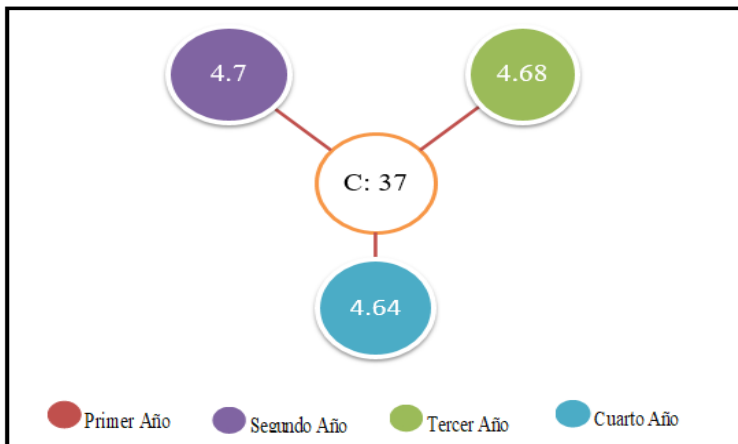 4.7
4.68
C: 37
4.64
Primer Año
Segundo Año
Tercer Año
Cuarto Año